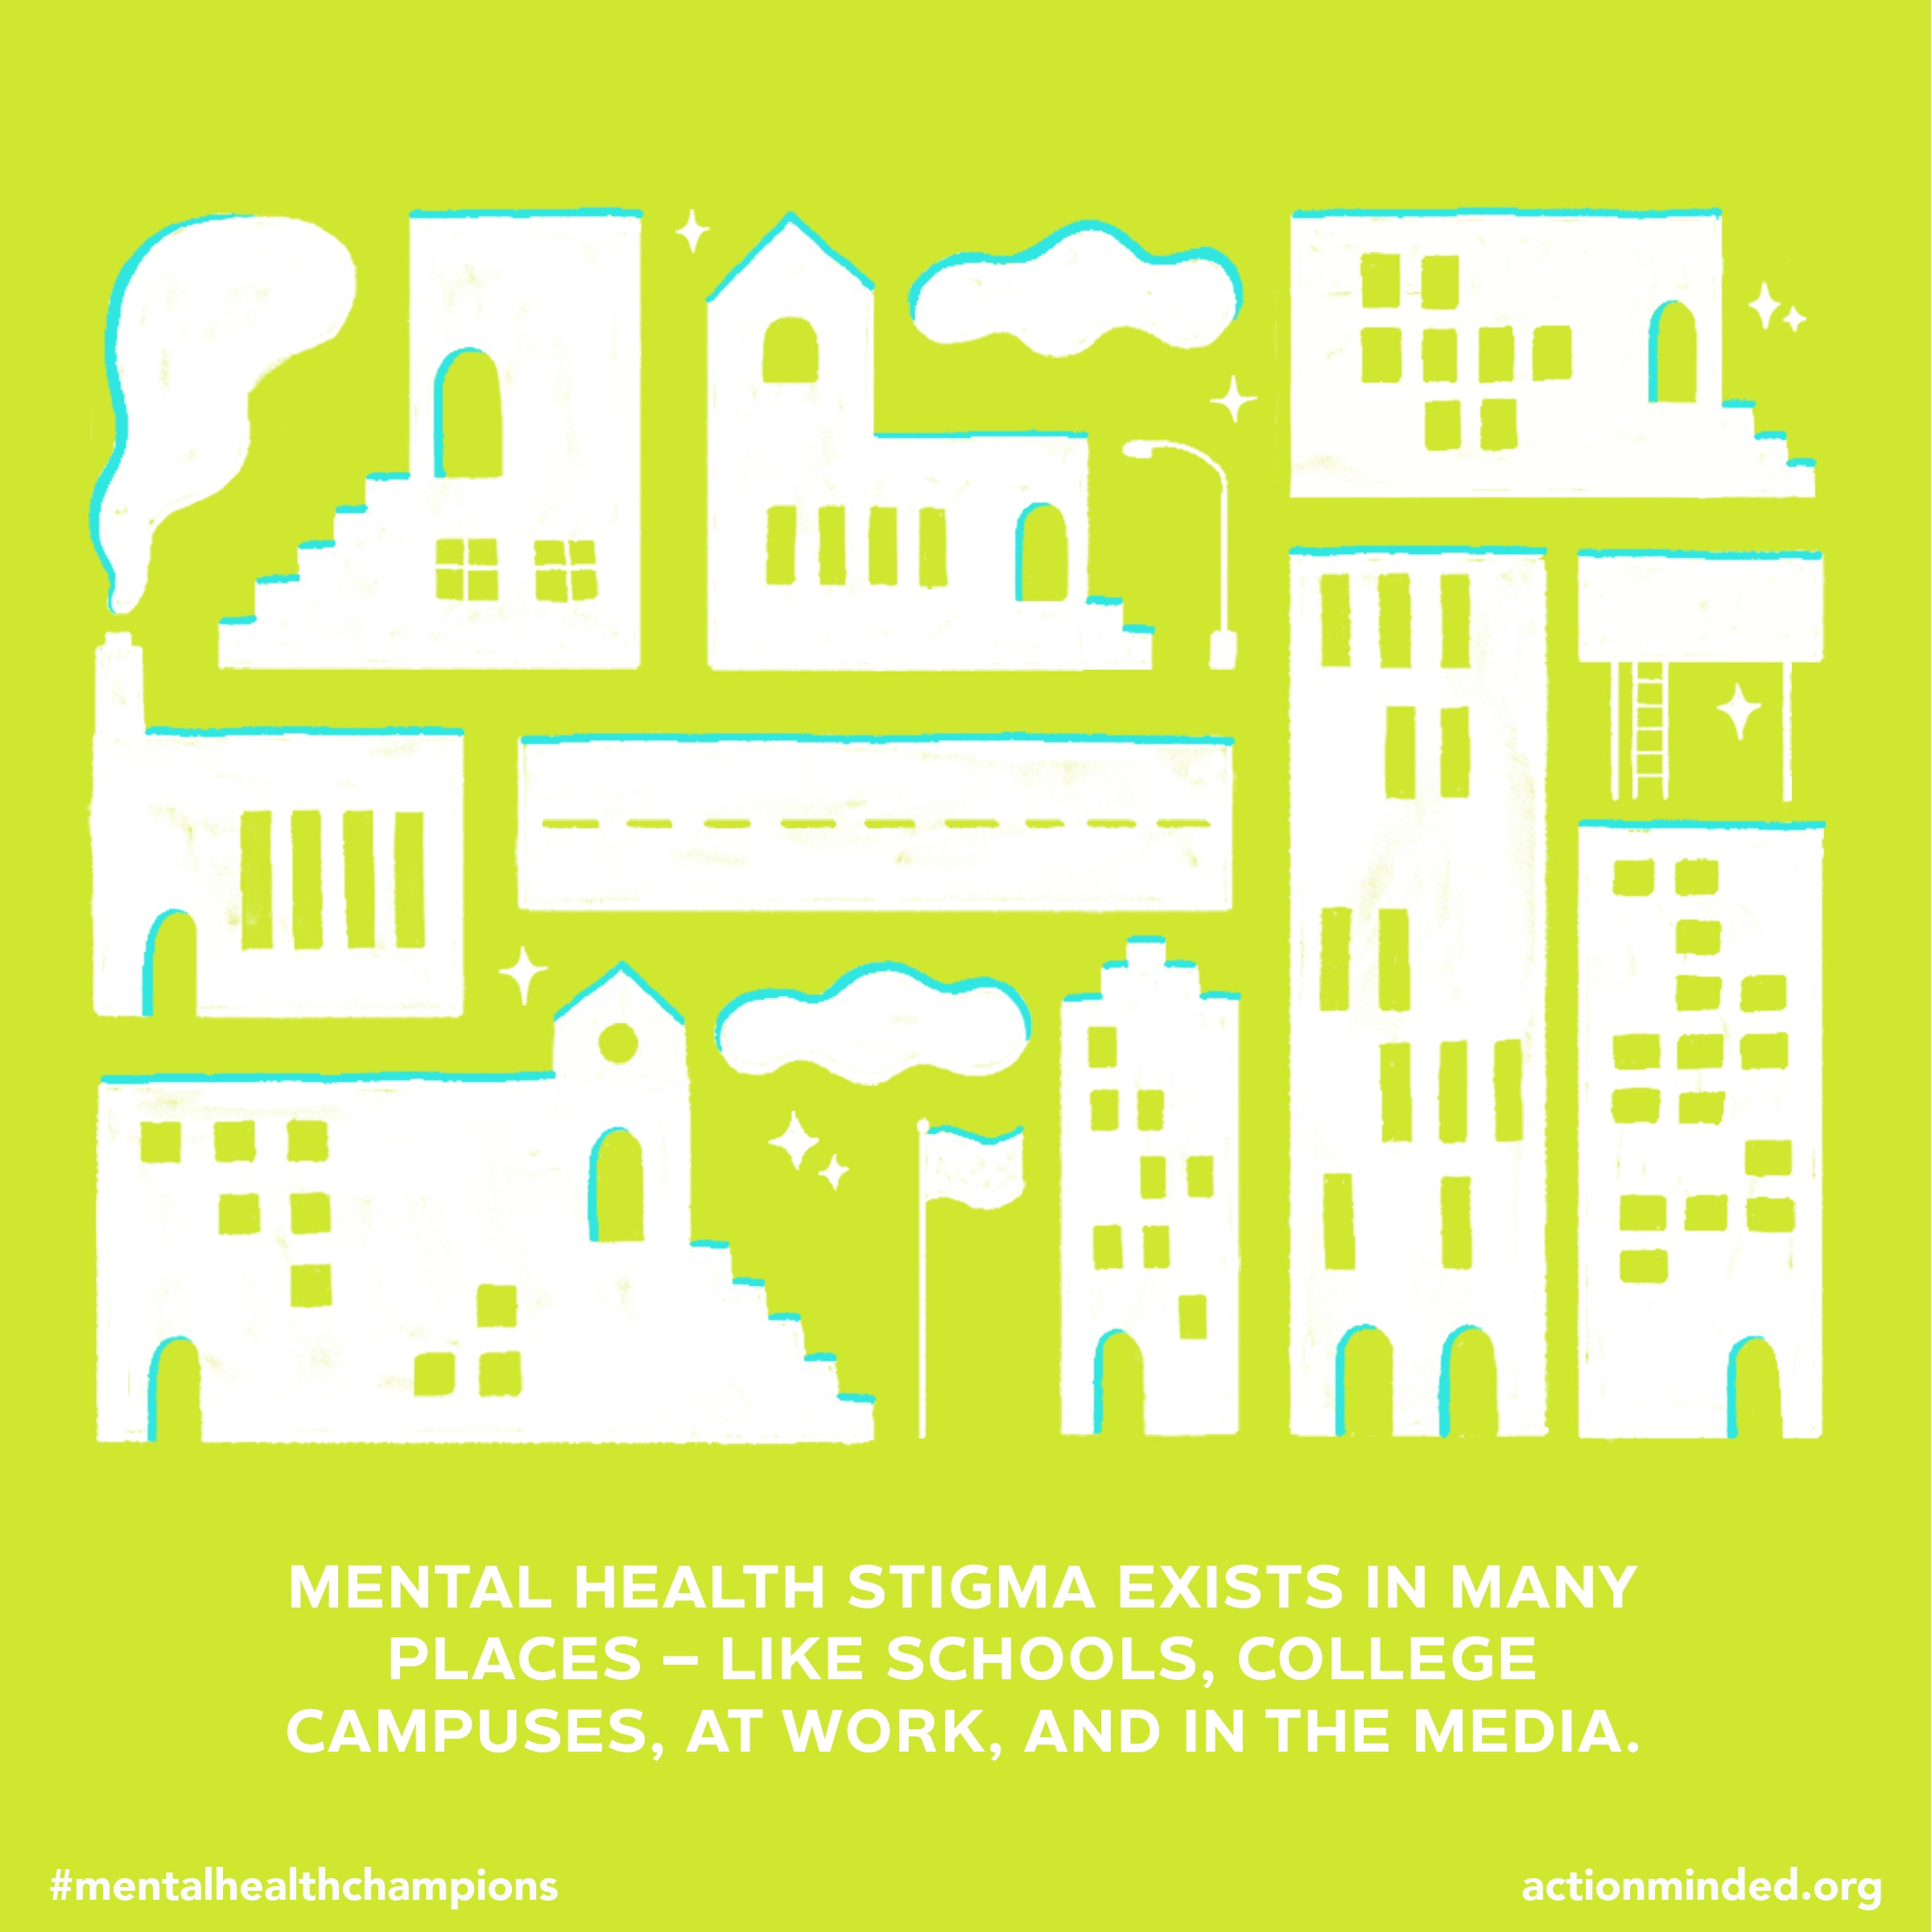 MENTAL HEALTH STIGMA EXISTS IN MANY
PLACES – LIKE SCHOOLS, COLLEGE
CAMPUSES, AT WORK, AND IN THE MEDIA.
#mentalhealthchampions
actionminded.org